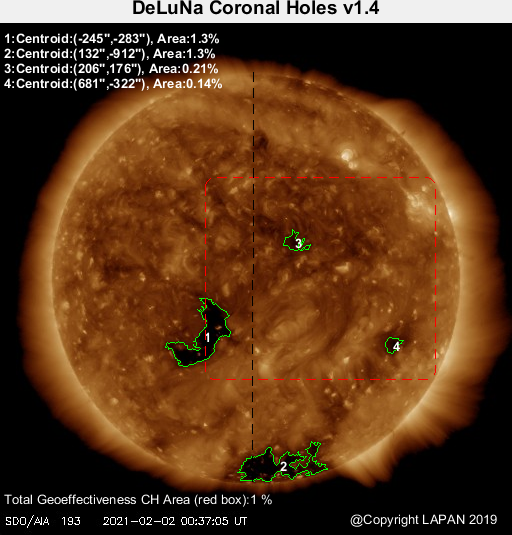 DeLuNa Coronal Holes v1.4
1:Centroid:(-245",-283"), Area:1.3%
2:Centroid:(132",-912"), Area:1.3%
3:Centroid:(206",176"), Area:0.21%
4:Centroid:(681",-322"), Area:0.14%
3
1
4
2
Total Geoeffectiveness CH Area (red box):1 %
SDO/AIA 193 2021-02-02 00:37:05 UT
@Copyright LAPAN 2019